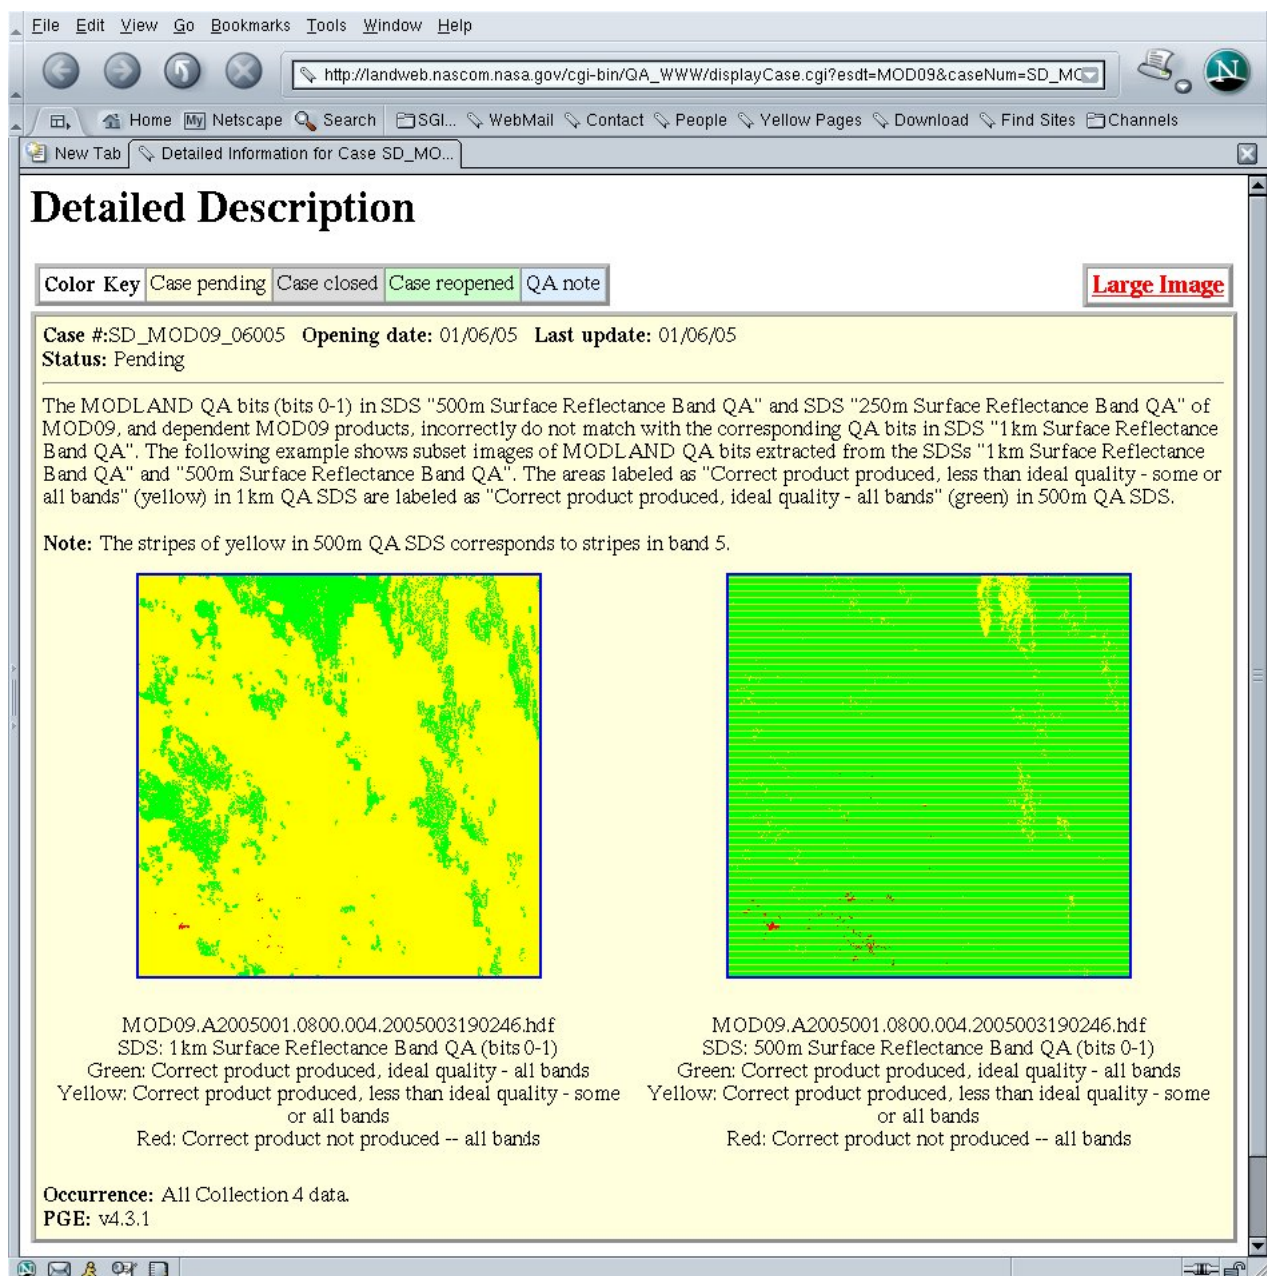 File Edit View Go Bookmarks Tools Window Help
http://landweb.nascom.nasa.gov/cgi-bin/QA_WWW/displayCase.cgi?esdt=MOD09&caseNum=SD_MO
N
Home My Netscape Search SGI... WebMail Contact People Yellow Pages Download Find Sites Channels
New Tab Detailed Information for Case SD_MO...
Detailed Description
Color Key Case pending Case closed Case reopened QA note Large Image
Case #:SD_MOD09_06005 Opening date: 01/06/05 Last update: 01/06/05
Status: Pending
The MODLAND QA bits (bits 0-1) in SDS "500m Surface Reflectance Band QA" and SDS "250m Surface Reflectance Band QA" of
MOD09, and dependent MOD09 products, incorrectly do not match with the corresponding QA bits in SDS "1km Surface Reflectance
Band QA". The following example shows subset images of MODLAND QA bits extracted from the SDSs "1km Surface Reflectance
Band QA" and "500m Surface Reflectance Band QA". The areas labeled as "Correct product produced, less than ideal quality - some or
all bands" (yellow) in 1km QA SDS are labeled as "Correct product produced, ideal quality - all bands" (green) in 500m QA SDS.
Note: The stripes of yellow in 500m QA SDS corresponds to stripes in band 5.
MOD09.A2005001.0800.004.2005003190246.hdf
SDS: 1km Surface Reflectance Band QA (bits 0-1)
Green: Correct product produced, ideal quality - all bands
Yellow: Correct product produced, less than ideal quality - some
or all bands
Red: Correct product not produced -- all bands
MOD09.A2005001.0800.004.2005003190246.hdf
SDS: 500m Surface Reflectance Band QA (bits 0-1)
Green: Correct product produced, ideal quality - all bands
Yellow: Correct product produced, less than ideal quality - some
or all bands
Red: Correct product not produced -- all bands
Occurrence: All Collection 4 data.
PGE: v4.3.1